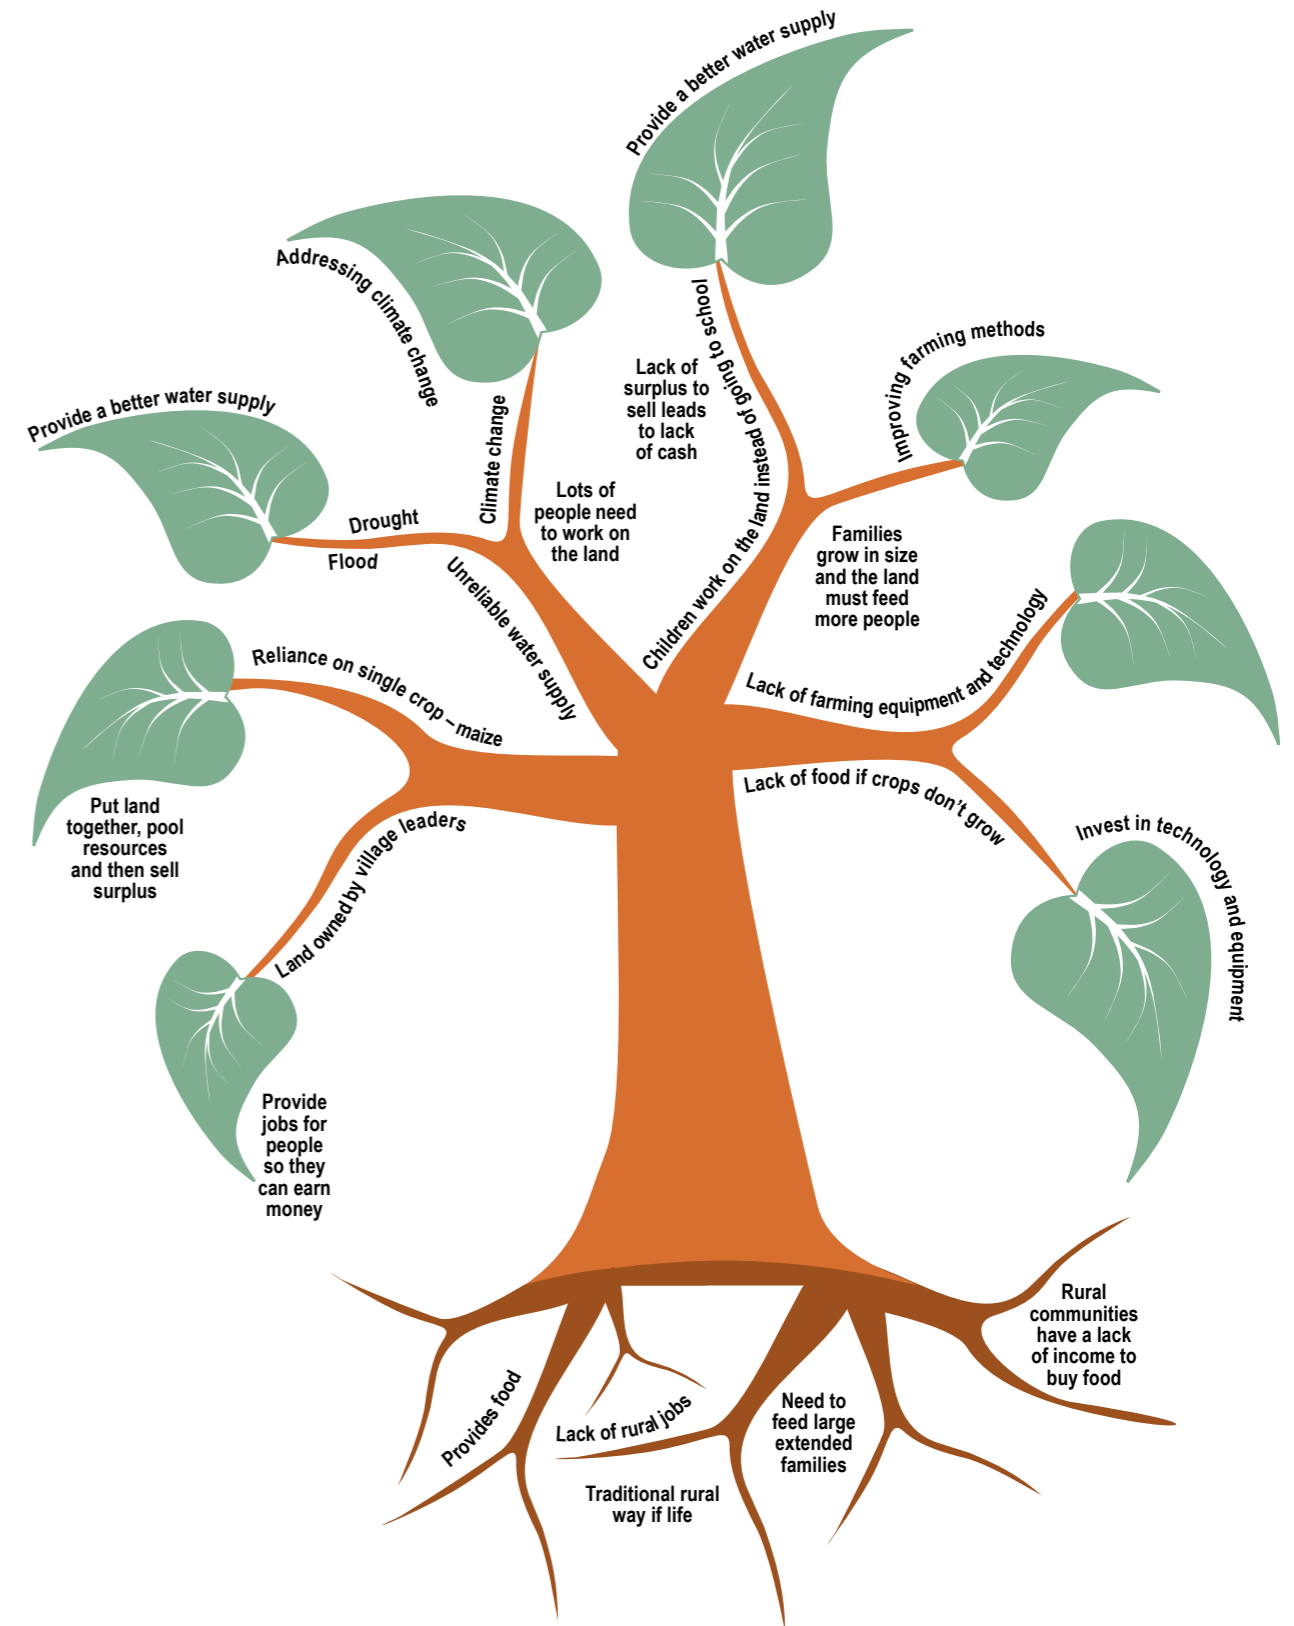 Provide a better water supply
Addressing climate change
Provide a better water supply
Improving farming methods
Climate change
Drought
Flood
Unreliable water supply
Lots of
people need
to work on
the land
Lack of
surplus to
sell leads
to lack
of cash
Children work on the land instead of going to school
Families
grow in size
and the land
must feed
more people
Reliance on single crop – maize
Lack of farming equipment and technology
Lack of food if crops don't grow
Put land
together, pool
resources
and then sell
surplus
Land owned by village leaders
Invest in technology and equipment
Provide
jobs for
people
so they
can earn
money
Provides food
Lack of rural jobs
Traditional rural
way if life
Need to
feed large
extended
families
Rural
communities
have a lack
of income to
buy food